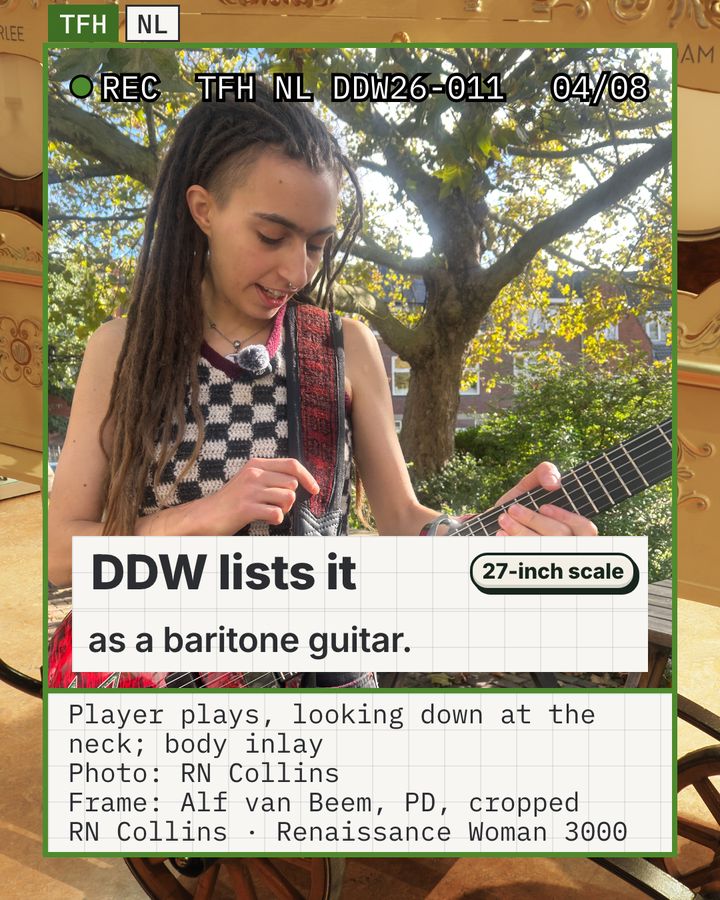 TFH NL
REC TFH NL DDW26-011 04/08
DDW lists it
27-inch scale
as a baritone guitar.
Player plays, looking down at the
neck; body inlay
Photo: RN Collins
Frame: Alf van Beem, PD, cropped
RN Collins · Renaissance Woman 3000